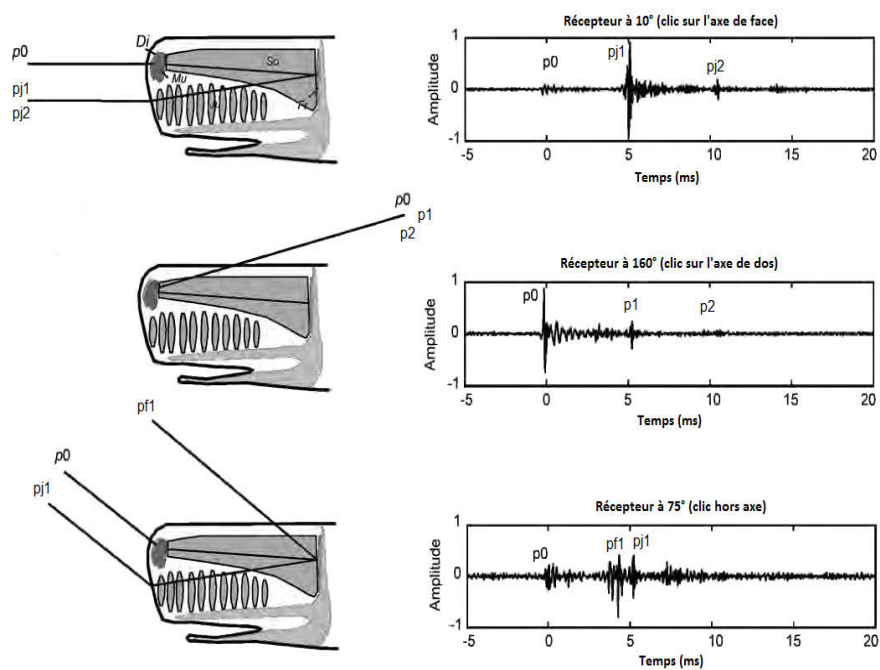 Récepteur à 10° (clic sur l'axe de face)
Di
p0
So
Mu
pj1
pj2
Ju
Fr
Amplitude
1
0
-1
p0
pj1
pj2
-5 0 5 10 15 20
Temps (ms)
p0
p1
p2
Récepteur à 160° (clic sur l'axe de dos)
Amplitude
1
0
-1
p0
p1
p2
-5 0 5 10 15 20
Temps (ms)
pf1
p0
pj1
Récepteur à 75° (clic hors axe)
Amplitude
1
0
-1
p0
pf1
pj1
-5 0 5 10 15 20
Temps (ms)